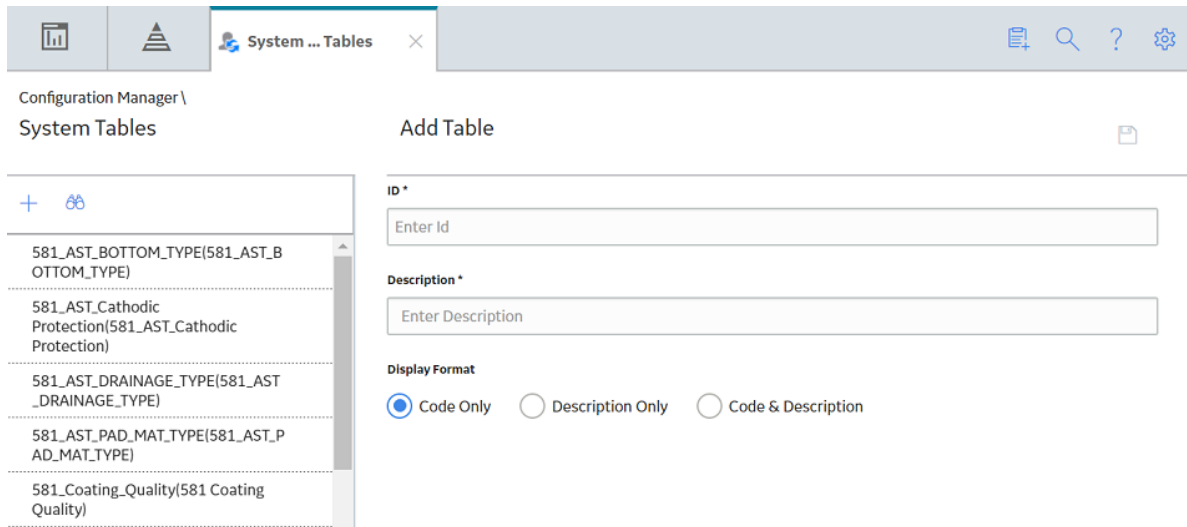 System ... Tables
Configuration Manager\
System Tables
Add Table
ID *
Enter Id
581_AST_BOTTOM_TYPE(581_AST_B
OTTOM_TYPE)
581_AST_Cathodic
Protection(581_AST_Cathodic
Protection)
581_AST_DRAINAGE_TYPE(581_AST
_DRAINAGE_TYPE)
581_AST_PAD_MAT_TYPE(581_AST_P
AD_MAT_TYPE)
581_Coating_Quality(581 Coating
Quality)
Description *
Enter Description
Display Format
Code Only
Description Only
Code & Description